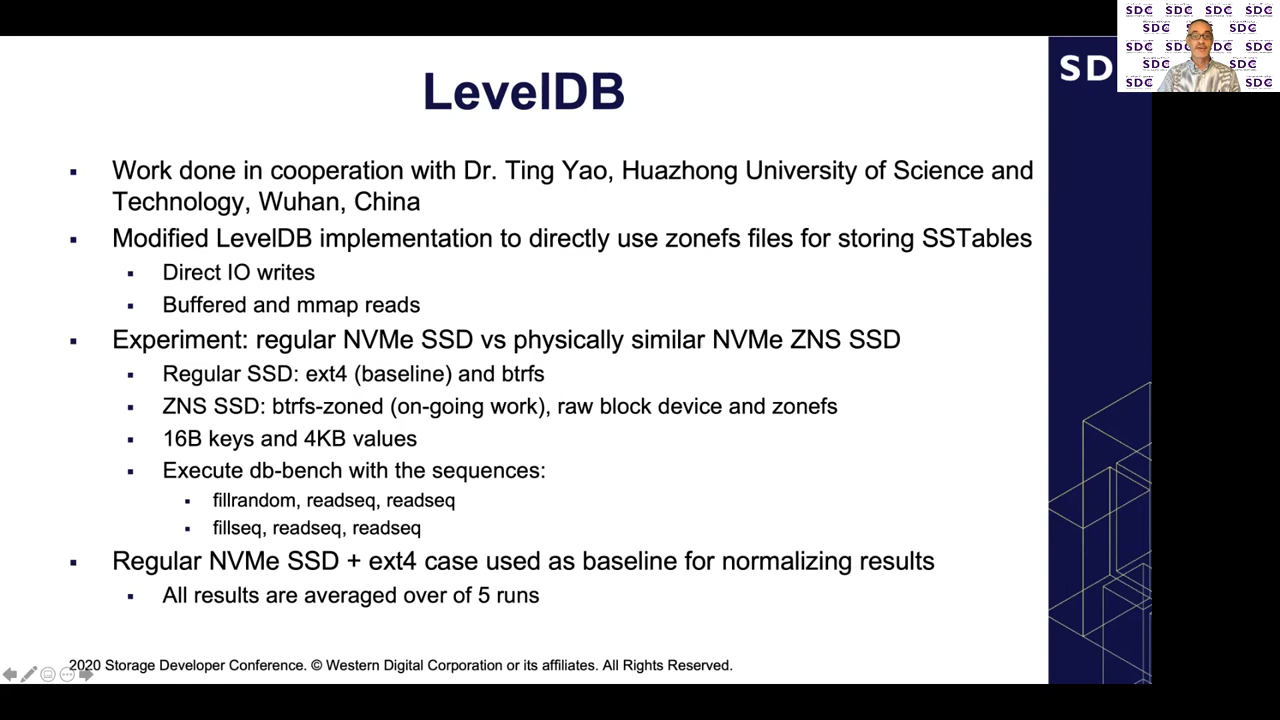 LevelDB
SD
▪ Work done in cooperation with Dr. Ting Yao, Huazhong University of Science and
Technology, Wuhan, China
▪ Modified LevelDB implementation to directly use zonefs files for storing SSTables
▪ Direct IO writes
▪ Buffered and mmap reads
▪ Experiment: regular NVMe SSD vs physically similar NVMe ZNS SSD
▪ Regular SSD: ext4 (baseline) and btrfs
▪ ZNS SSD: btrfs-zoned (on-going work), raw block device and zonefs
▪ 16B keys and 4KB values
▪ Execute db-bench with the sequences:
▪ fillrandom, readseq, readseq
▪ fillseq, readseq, readseq
▪ Regular NVMe SSD + ext4 case used as baseline for normalizing results
▪ All results are averaged over of 5 runs
2020 Storage Developer Conference. © Western Digital Corporation or its affiliates. All Rights Reserved.
SDC SDC SDC SDC
SDC SDC
SDC SDC
SDC SDC
SDC SDC